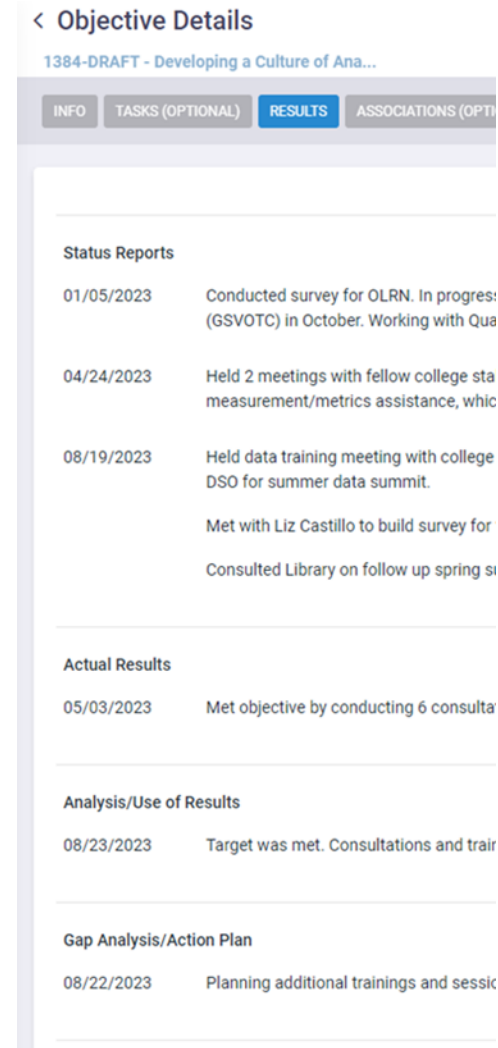 < Objective Details
1384-DRAFT - Developing a Culture of Ana...
INFO TASKS (OPTIONAL) RESULTS ASSOCIATIONS (OPTI
Status Reports
01/05/2023 Conducted survey for OLRN. In progress
(GSVOTC) in October. Working with Qua
04/24/2023 Held 2 meetings with fellow college sta
measurement/metrics assistance, whic
08/19/2023 Held data training meeting with college
DSO for summer data summit.
Met with Liz Castillo to build survey for
Consulted Library on follow up spring su
Actual Results
05/03/2023 Met objective by conducting 6 consulta
Analysis/Use of Results
08/23/2023 Target was met. Consultations and train
Gap Analysis/Action Plan
08/22/2023 Planning additional trainings and sessio